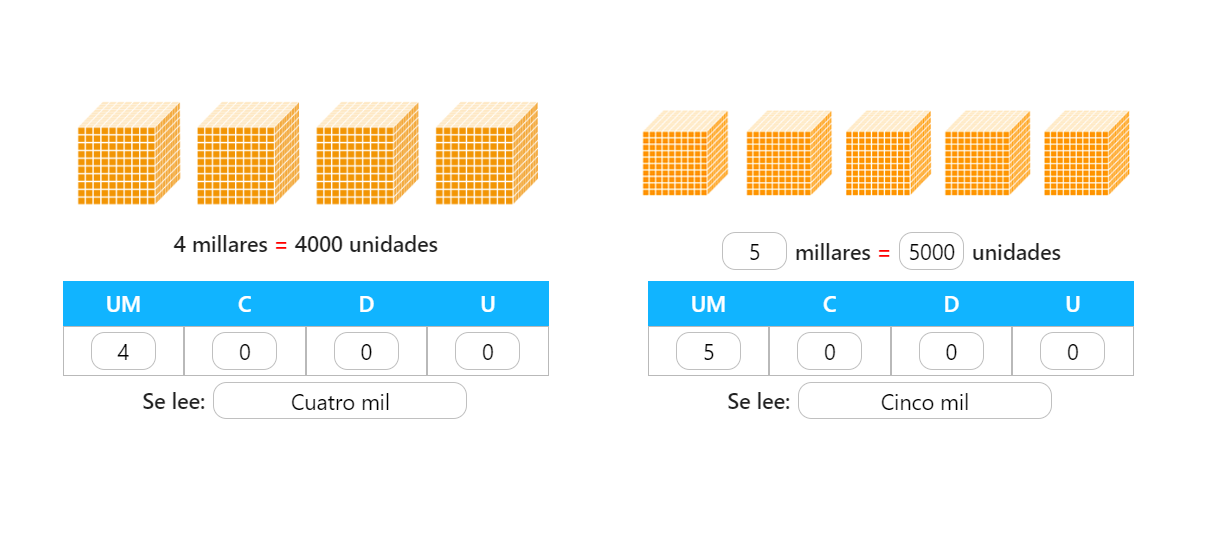 4 millares = 4000 unidades
UM C D U
4 0 0 0
Se lee: Cuatro mil
5 millares = 5000 unidades
UM C D U
5 0 0 0
Se lee: Cinco mil